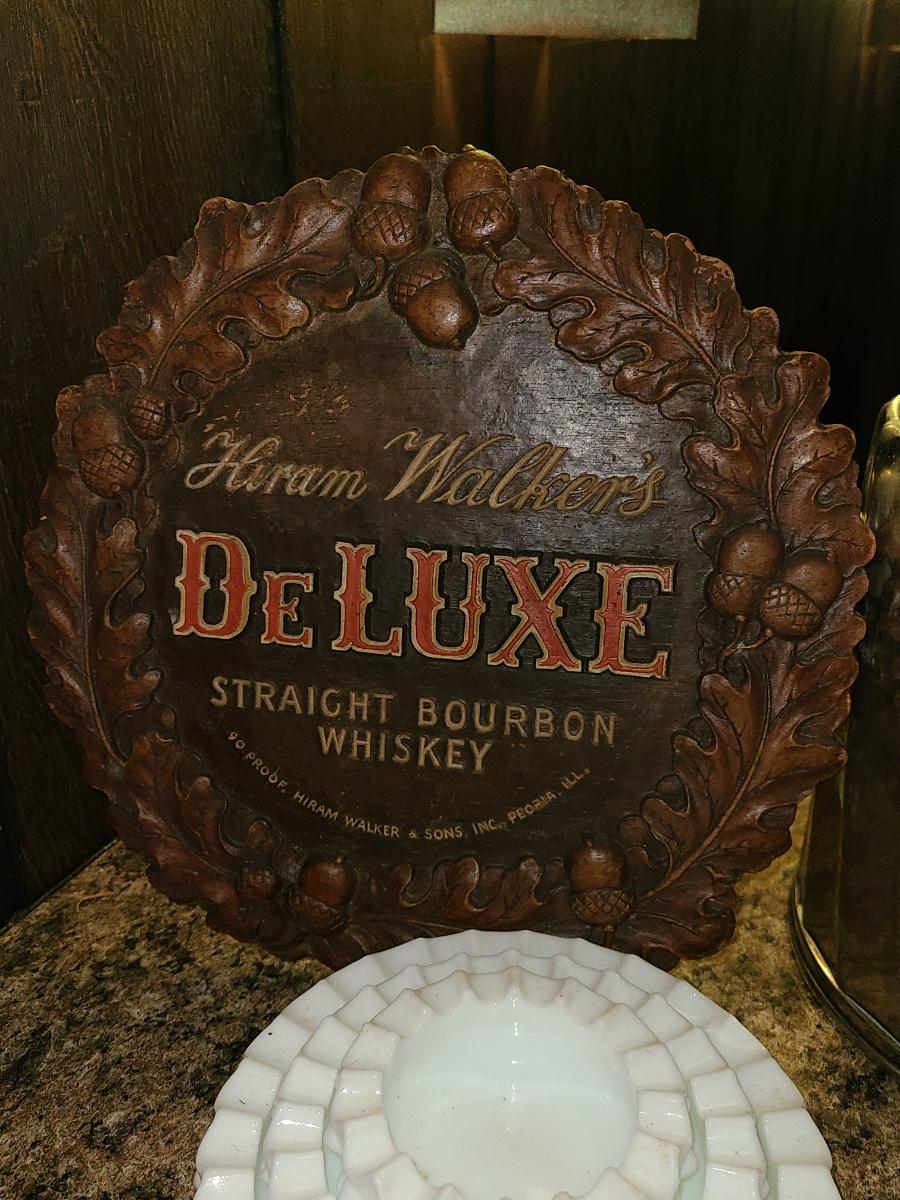 Hiram Walker's
DELUXE
STRAIGHT BOURBON
WHISKEY
90 PROOF. HIRAM WALKER & SONS, INC. PEORIA, ILL.